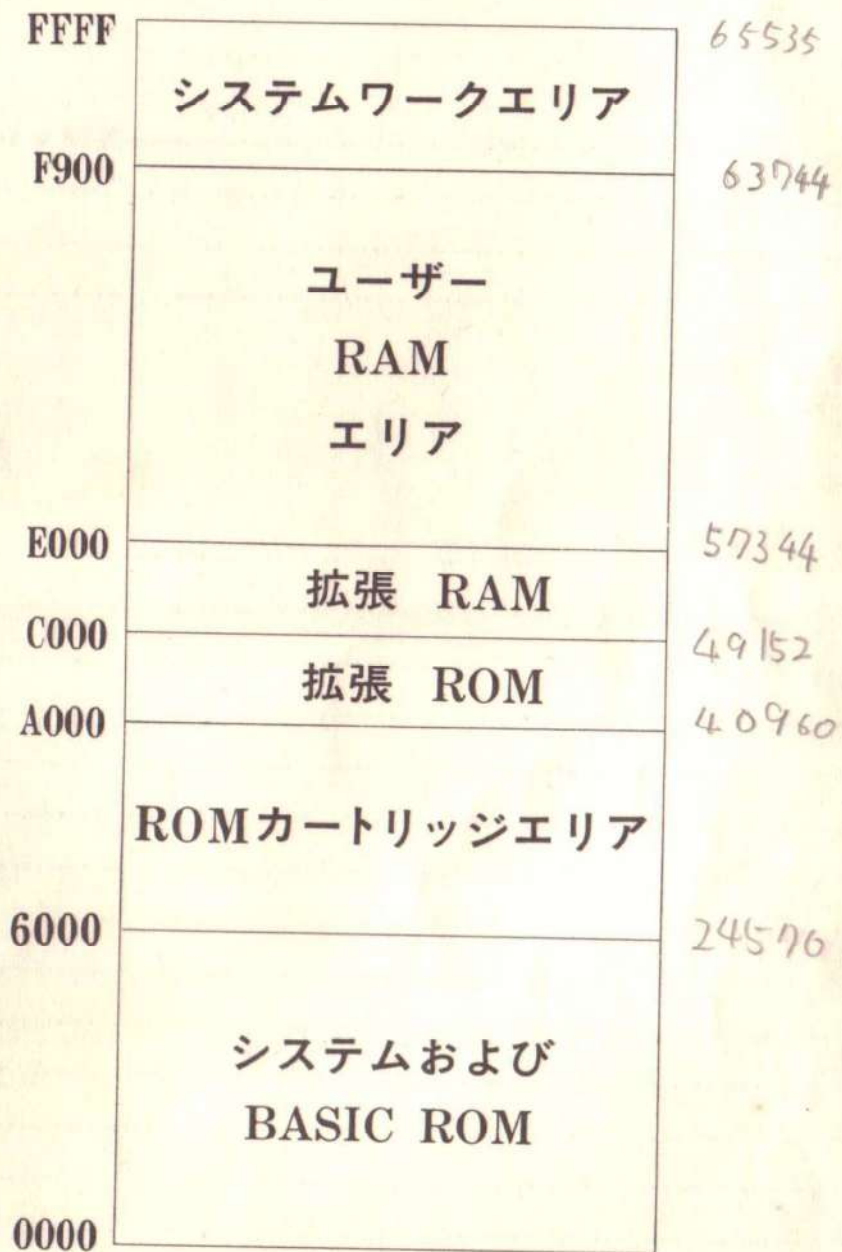 FFFF 65535
システムワークエリア
F900 63744
ユーザー
RAM
エリア
E000 57344
拡張 RAM
C000 49152
拡張 ROM
A000 40960
ROMカートリッジエリア
6000 24576
システムおよび
BASIC ROM
0000